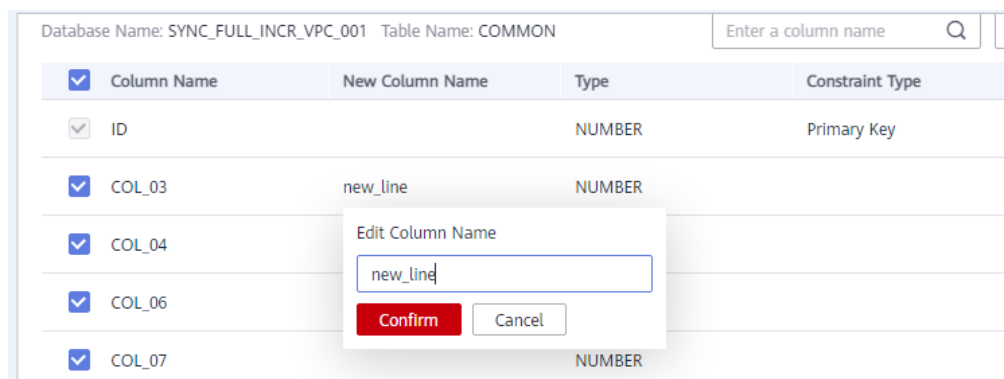 Database Name: SYNC_FULL_INCR_VPC_001 Table Name: COMMON Enter a column name
Column Name New Column Name Type Constraint Type
ID NUMBER Primary Key
COL_03 new_line NUMBER
Edit Column Name
COL_04
new_line
COL_06
Confirm Cancel
COL_07 NUMBER